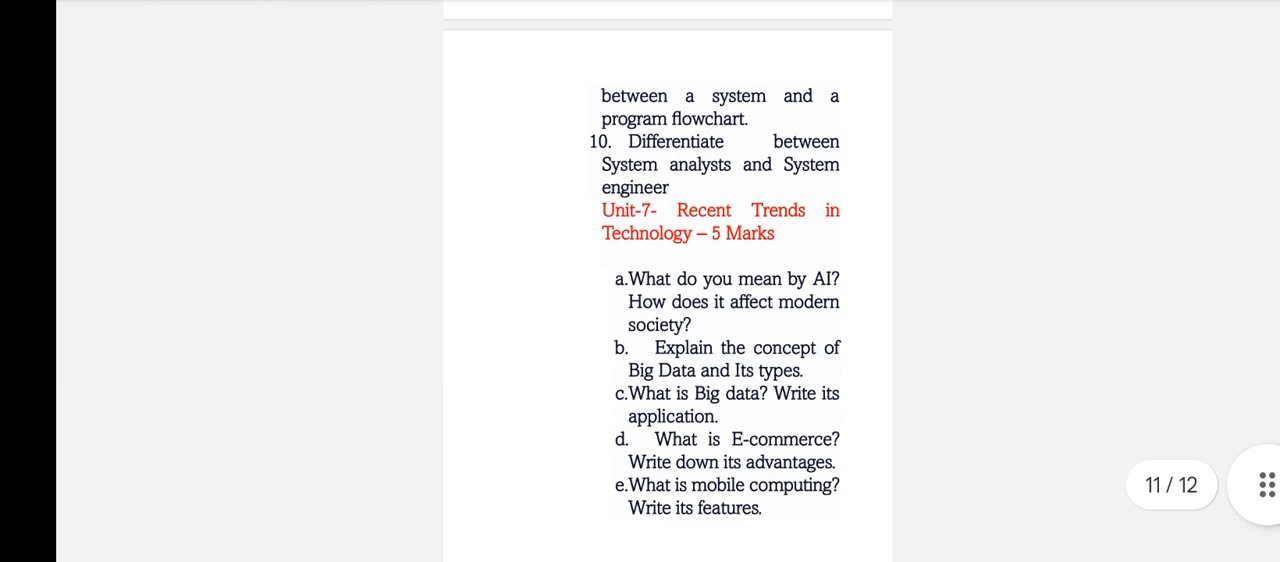 between a system and a
program flowchart.
10. Differentiate between
System analysts and System
engineer
Unit-7- Recent Trends in
Technology – 5 Marks
a.What do you mean by AI?
How does it affect modern
society?
b. Explain the concept of
Big Data and Its types.
c.What is Big data? Write its
application.
d. What is E-commerce?
Write down its advantages.
e.What is mobile computing?
Write its features.
11 / 12